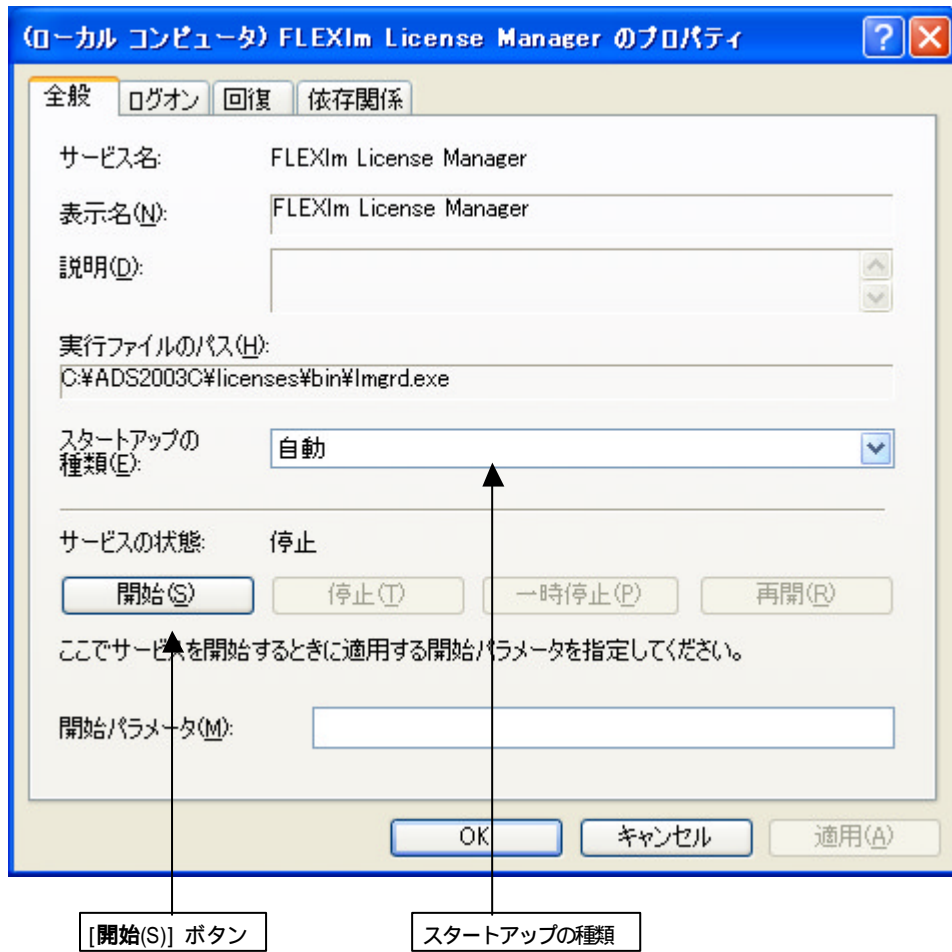 (ローカル コンピュータ) FLEXlm License Manager のプロパティ
全般 ログオン 回復 依存関係
サービス名: FLEXlm License Manager
表示名(N): FLEXlm License Manager
説明(D):
実行ファイルのパス(H):
C:¥ADS2003C¥licenses¥bin¥lmgrd.exe
スタートアップの
種類(E): 自動
サービスの状態: 停止
開始(S) 停止(T) 一時停止(P) 再開(R)
ここでサービスを開始するときに適用する開始パラメータを指定してください。
開始パラメータ(M):
OK キャンセル 適用(A)
[開始(S)] ボタン スタートアップの種類